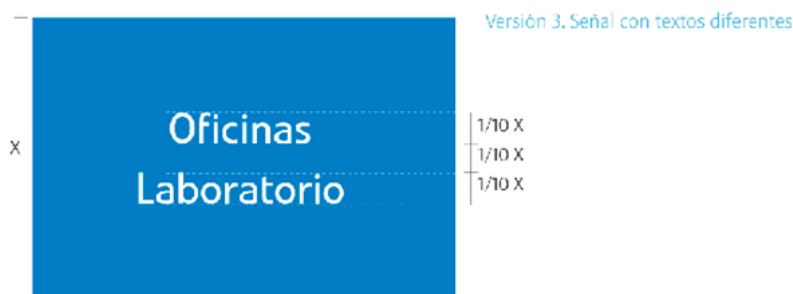 Versión 3. Señal con textos diferentes
X
Oficinas
Laboratorio
1/10 X
1/10 X
1/10 X